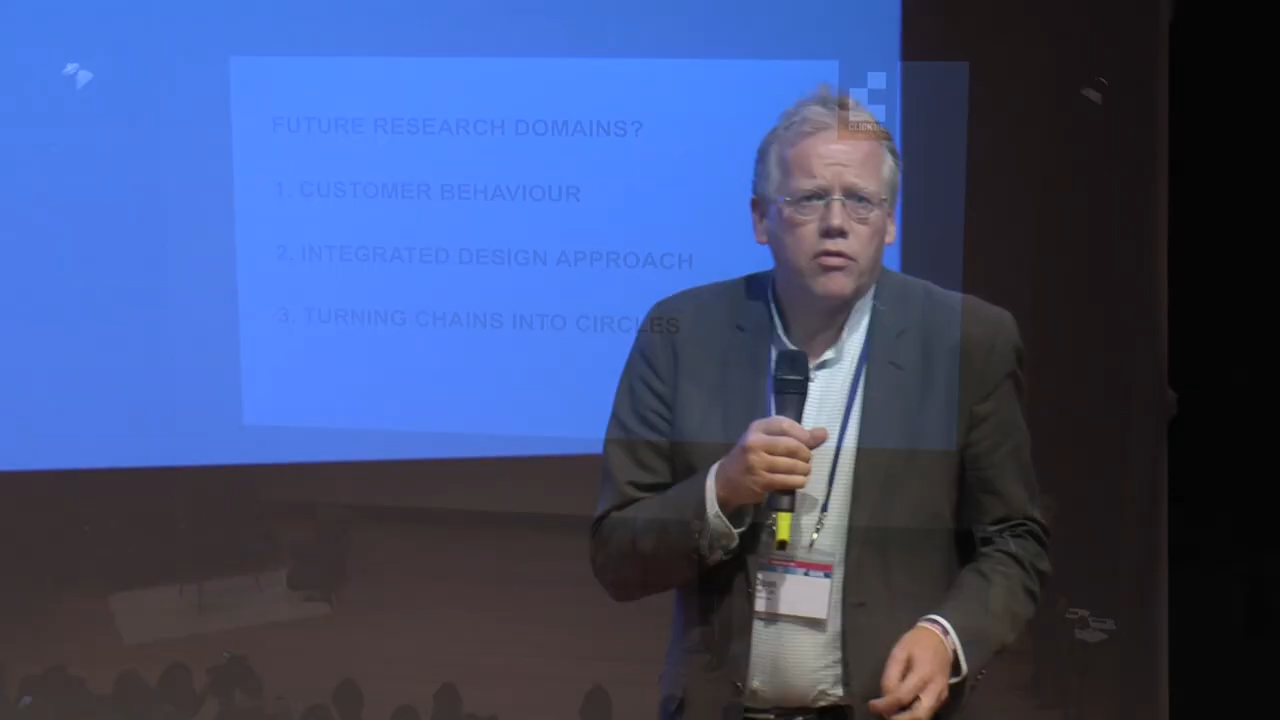 FUTURE RESEARCH DOMAINS?
1. CUSTOMER BEHAVIOUR
2. INTEGRATED DESIGN APPROACH
3. TURNING CHAINS INTO CIRCLES